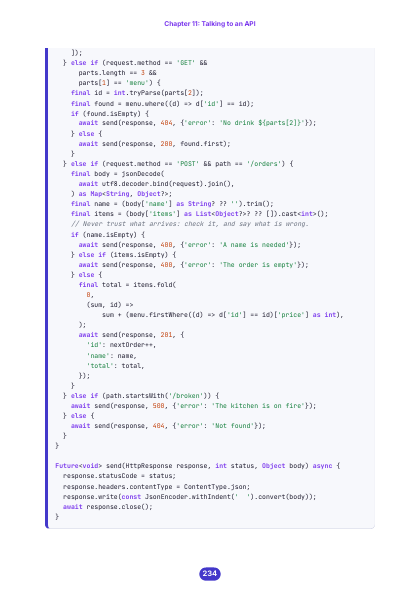 Chapter 11: Talking to an API
    ]);
  } else if (request.method == 'GET' &&
      parts.length == 3 &&
      parts[1] == 'menu') {
    final id = int.tryParse(parts[2]);
    final found = menu.where((d) => d['id'] == id);
    if (found.isEmpty) {
      await send(response, 404, {'error': 'No drink ${parts[2]}'});
    } else {
      await send(response, 200, found.first);
    }
  } else if (request.method == 'POST' && path == '/orders') {
    final body = jsonDecode(
      await utf8.decoder.bind(request).join(),
    ) as Map<String, Object?>;
    final name = (body['name'] as String? ?? '').trim();
    final items = (body['items'] as List<Object?>? ?? []).cast<int>();
    // Never trust what arrives: check it, and say what is wrong.
    if (name.isEmpty) {
      await send(response, 400, {'error': 'A name is needed'});
    } else if (items.isEmpty) {
      await send(response, 400, {'error': 'The order is empty'});
    } else {
      final total = items.fold(
        0,
        (sum, id) =>
            sum + (menu.firstWhere((d) => d['id'] == id)['price'] as int),
      );
      await send(response, 201, {
        'id': nextOrder++,
        'name': name,
        'total': total,
      });
    }
  } else if (path.startsWith('/broken')) {
    await send(response, 500, {'error': 'The kitchen is on fire'});
  } else {
    await send(response, 404, {'error': 'Not found'});
  }
}

Future<void> send(HttpResponse response, int status, Object body) async {
  response.statusCode = status;
  response.headers.contentType = ContentType.json;
  response.write(const JsonEncoder.withIndent('  ').convert(body));
  await response.close();
}
234